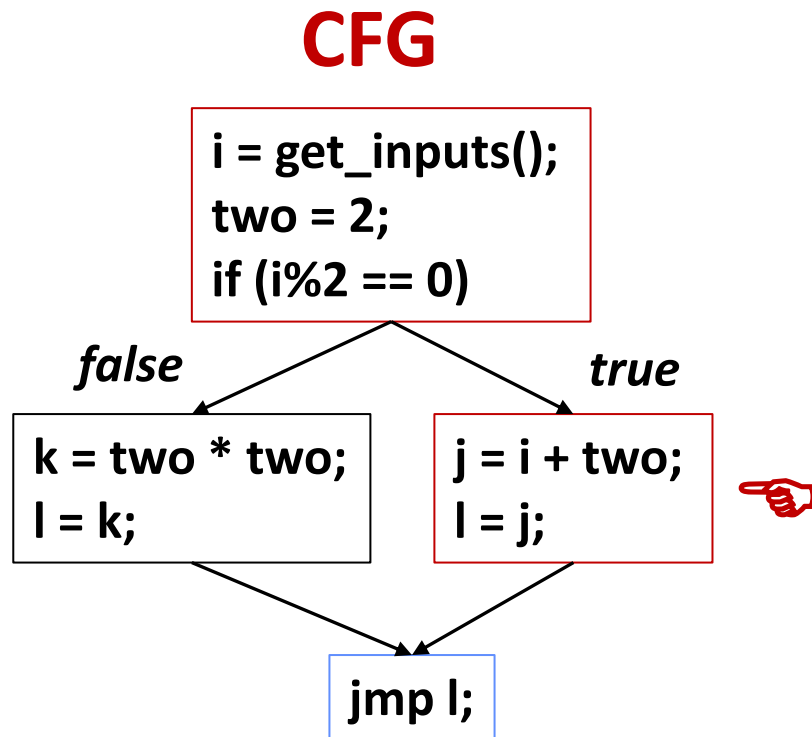 CFG
i = get_inputs();
two = 2;
if (i%2 == 0)
false
true
k = two * two;
l = k;
j = i + two;
l = j;
jmp l;